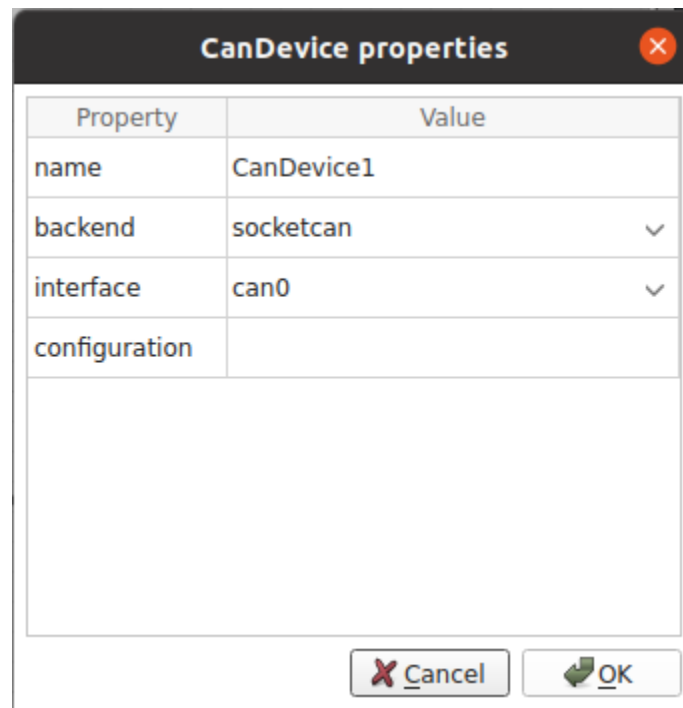 CanDevice properties
Property Value
name CanDevice1
backend socketcan
interface can0
configuration
Cancel OK